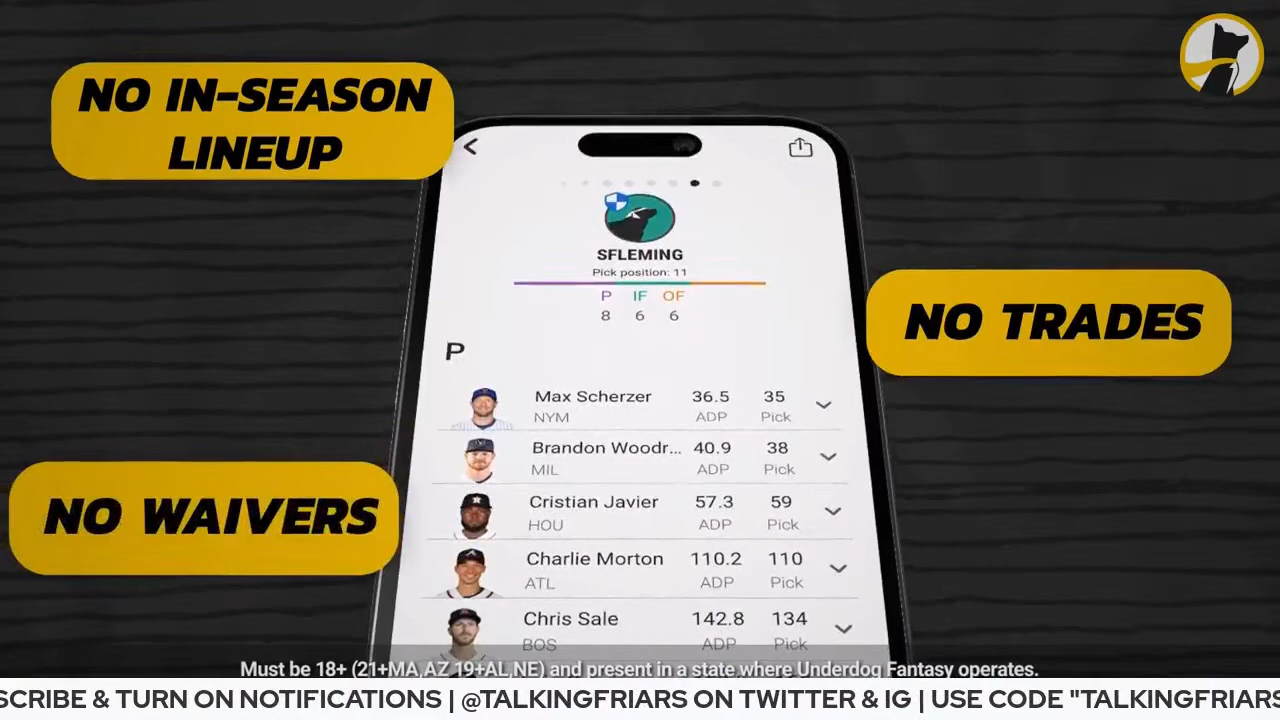 NO IN-SEASON
LINEUP
SFLEMING
Pick position: 11
P IF OF
8 6 6
NO TRADES
P
Max Scherzer 36.5 35
NYM ADP Pick
Brandon Woodr... 40.9 38
MIL ADP Pick
NO WAIVERS
Cristian Javier 57.3 59
HOU ADP Pick
Charlie Morton 110.2 110
ATL ADP Pick
Chris Sale 142.8 134
BOS ADP Pick
Must be 18+ (21+MA,AZ 19+AL,NE) and present in a state where Underdog Fantasy operates.
SCRIBE & TURN ON NOTIFICATIONS | @TALKINGFRIARS ON TWITTER & IG | USE CODE "TALKINGFRIARS